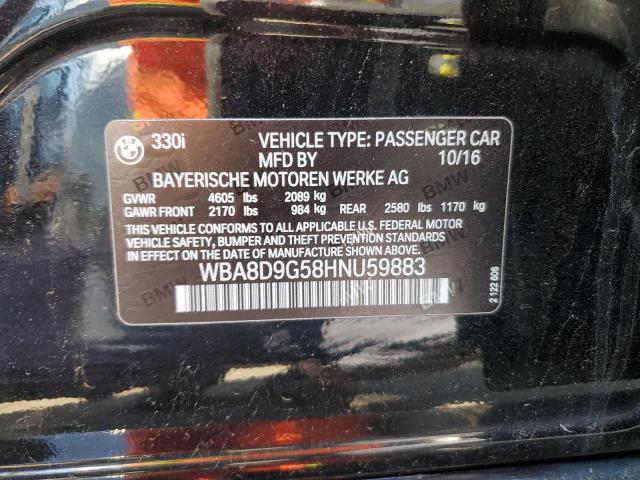 330i VEHICLE TYPE: PASSENGER CAR
MFD BY 10/16
BAYERISCHE MOTOREN WERKE AG
GVWR 4605 lbs 2089 kg
GAWR FRONT 2170 lbs 984 kg REAR 2580 lbs 1170 kg
THIS VEHICLE CONFORMS TO ALL APPLICABLE U.S. FEDERAL MOTOR
VEHICLE SAFETY, BUMPER AND THEFT PREVENTION STANDARDS
IN EFFECT ON THE DATE OF MANUFACTURE SHOWN ABOVE.
WBA8D9G58HNU59883
2 122 606